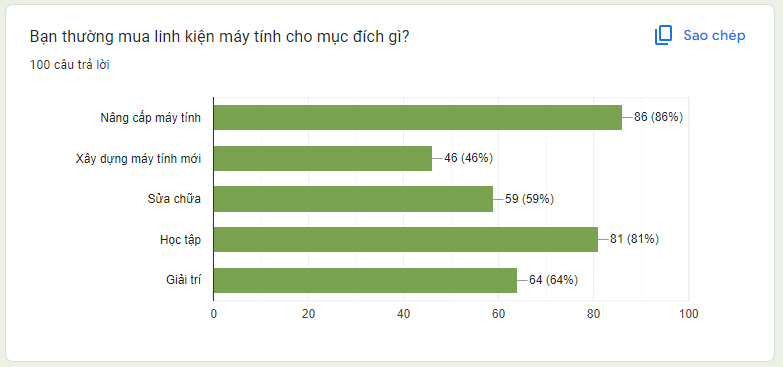 Bạn thường mua linh kiện máy tính cho mục đích gì?
Sao chép
100 câu trả lời
Nâng cấp máy tính
86 (86%)
Xây dựng máy tính mới
46 (46%)
Sửa chữa
59 (59%)
Học tập
81 (81%)
Giải trí
64 (64%)
0 20 40 60 80 100